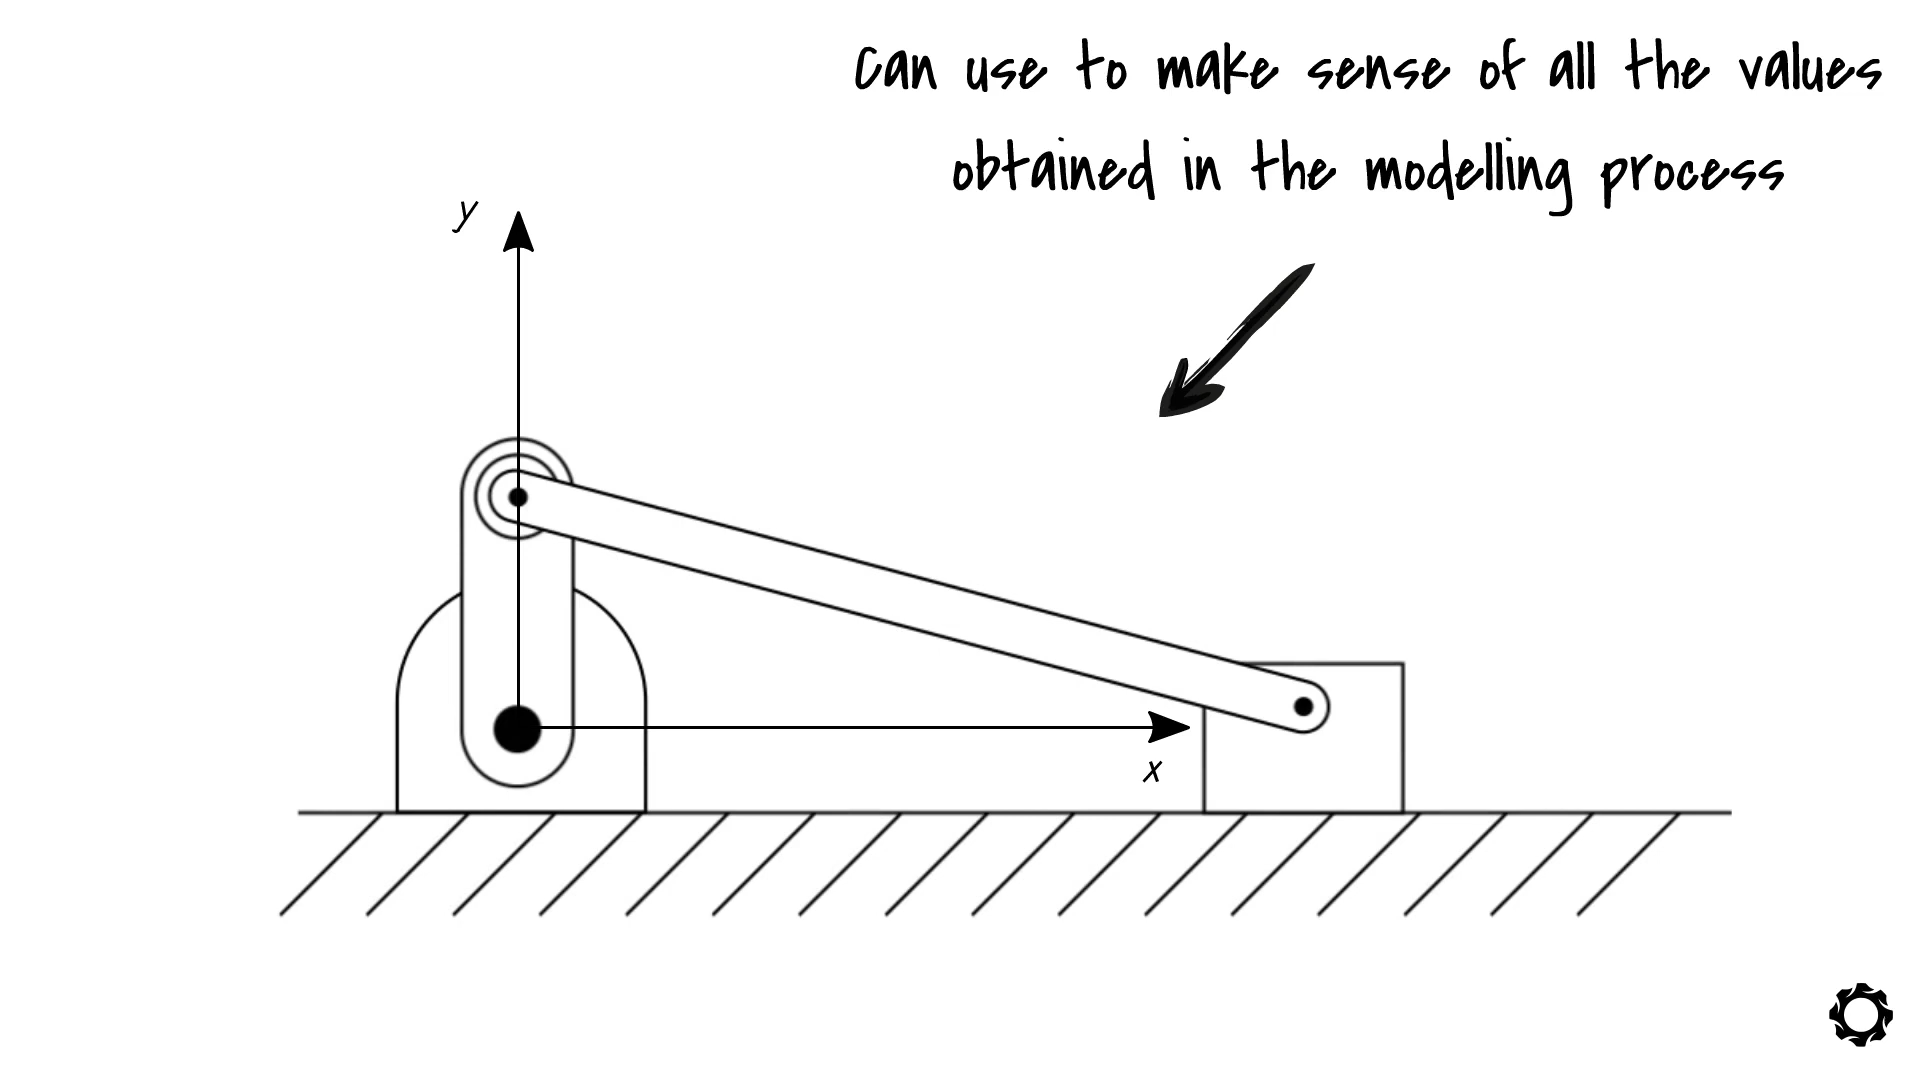 Can use to make sense of all the values
obtained in the modelling process
y
x